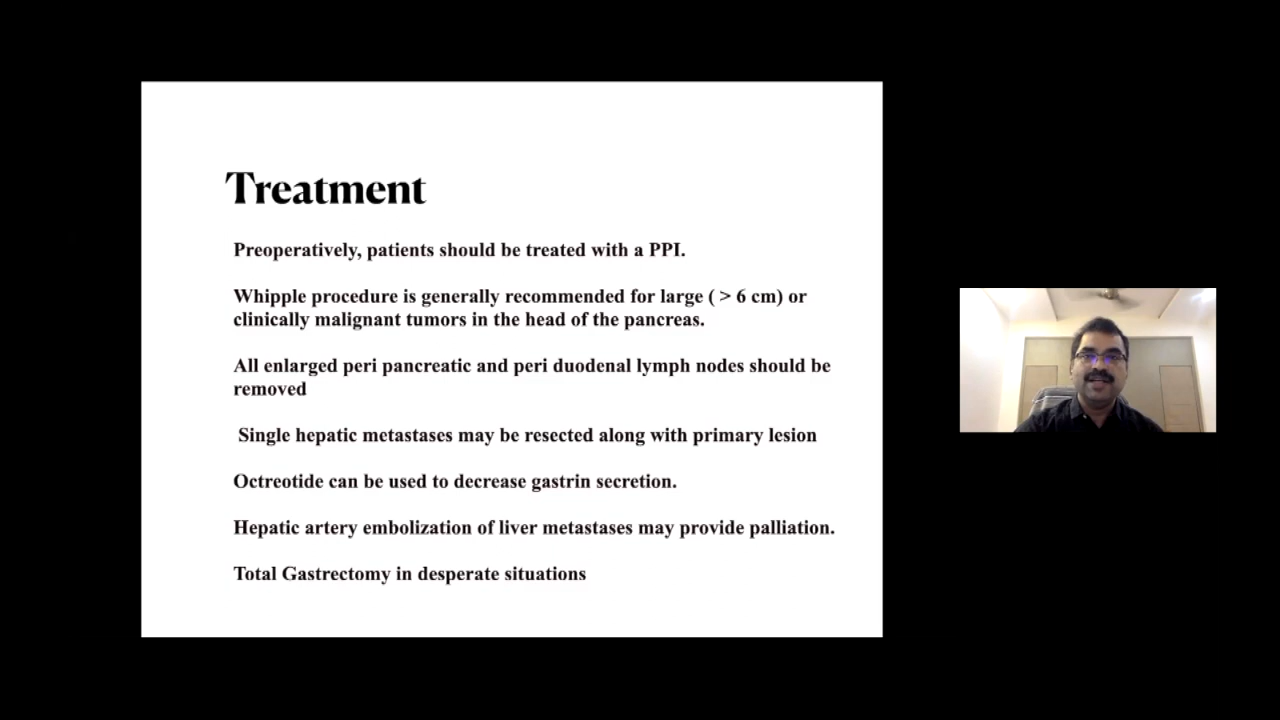 Treatment
Preoperatively, patients should be treated with a PPI.
Whipple procedure is generally recommended for large ( > 6 cm) or
clinically malignant tumors in the head of the pancreas.
All enlarged peri pancreatic and peri duodenal lymph nodes should be
removed
Single hepatic metastases may be resected along with primary lesion
Octreotide can be used to decrease gastrin secretion.
Hepatic artery embolization of liver metastases may provide palliation.
Total Gastrectomy in desperate situations